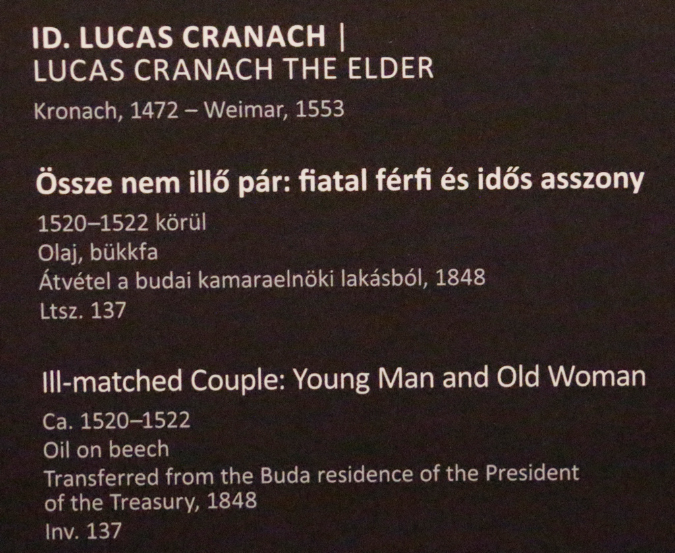 ID. LUCAS CRANACH |
LUCAS CRANACH THE ELDER
Kronach, 1472 – Weimar, 1553
Össze nem illő pár: fiatal férfi és idős asszony
1520–1522 körül
Olaj, bükkfa
Átvétel a budai kamaraelnöki lakásból, 1848
Ltsz. 137
Ill-matched Couple: Young Man and Old Woman
Ca. 1520–1522
Oil on beech
Transferred from the Buda residence of the President
of the Treasury, 1848
Inv. 137